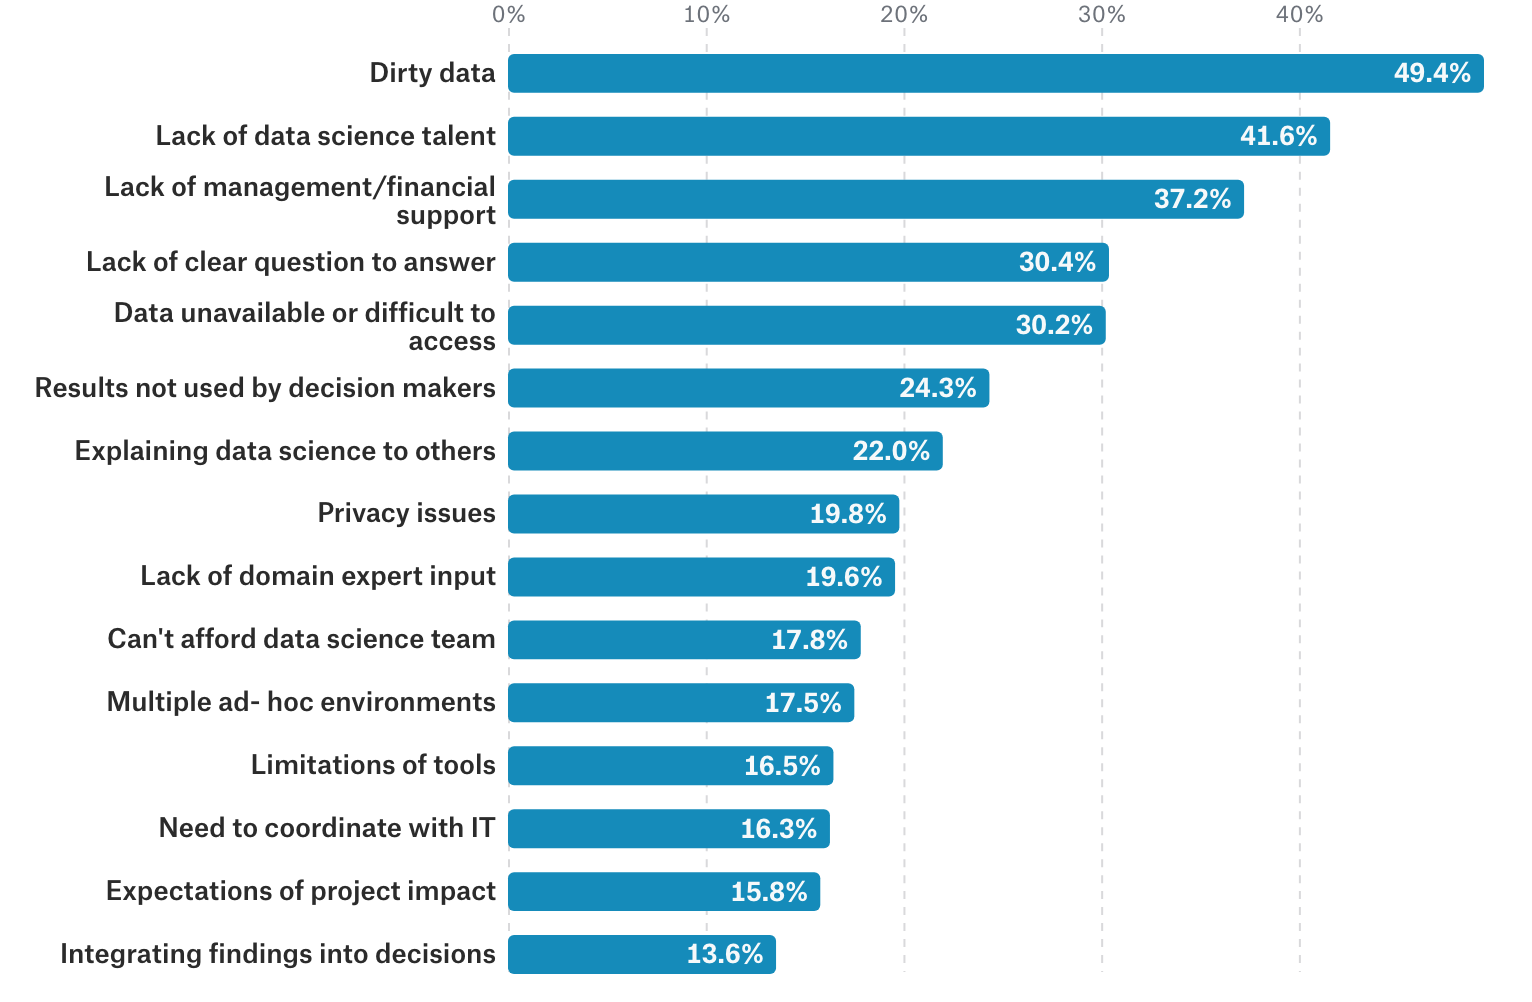 0% 10% 20% 30% 40%
Dirty data 49.4%
Lack of data science talent 41.6%
Lack of management/financial
support 37.2%
Lack of clear question to answer 30.4%
Data unavailable or difficult to
access 30.2%
Results not used by decision makers 24.3%
Explaining data science to others 22.0%
Privacy issues 19.8%
Lack of domain expert input 19.6%
Can't afford data science team 17.8%
Multiple ad- hoc environments 17.5%
Limitations of tools 16.5%
Need to coordinate with IT 16.3%
Expectations of project impact 15.8%
Integrating findings into decisions 13.6%